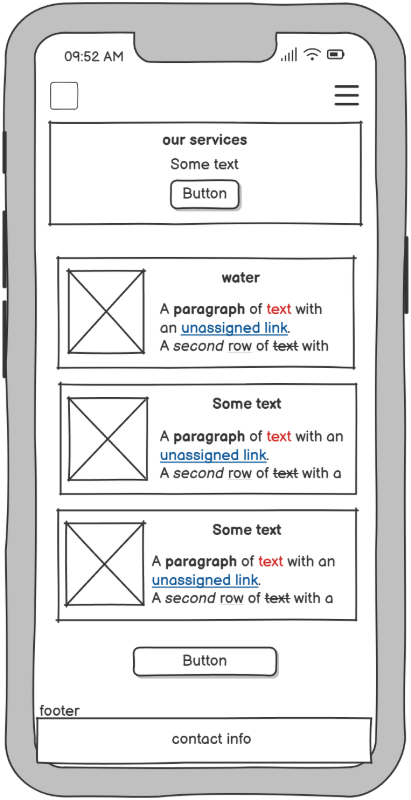 09:52 AM
our services
Some text
Button
water
A paragraph of text with
an unassigned link.
A second row of text with
Some text
A paragraph of text with an
unassigned link.
A second row of text with a
Some text
A paragraph of text with an
unassigned link.
A second row of text with a
Button
footer
contact info